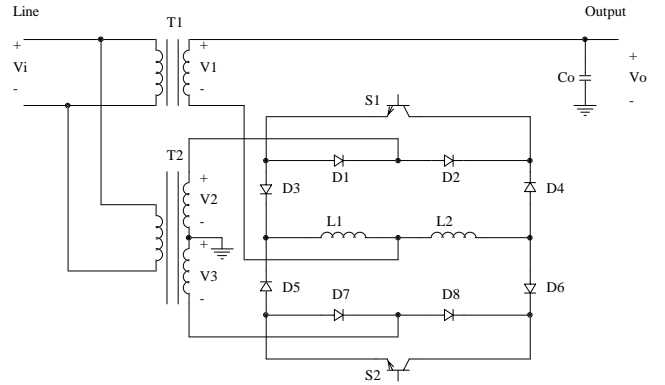 Line
Output
T1
+
+
+
Vi
V1
Co
Vo
-
-
-
S1
T2
+
D1
D2
V2
D3
D4
-
L1
L2
+
V3
D5
D6
-
D7
D8
S2